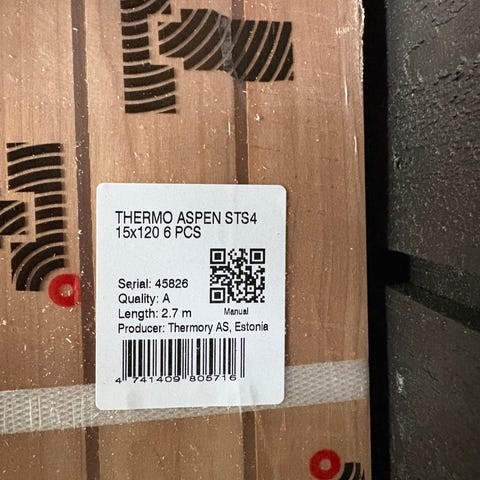 THERMO ASPEN STS4
15x120 6 PCS
Serial: 45826
Quality: A
Length: 2.7 m
Manual
Producer: Thermory AS, Estonia
4 741409 805716